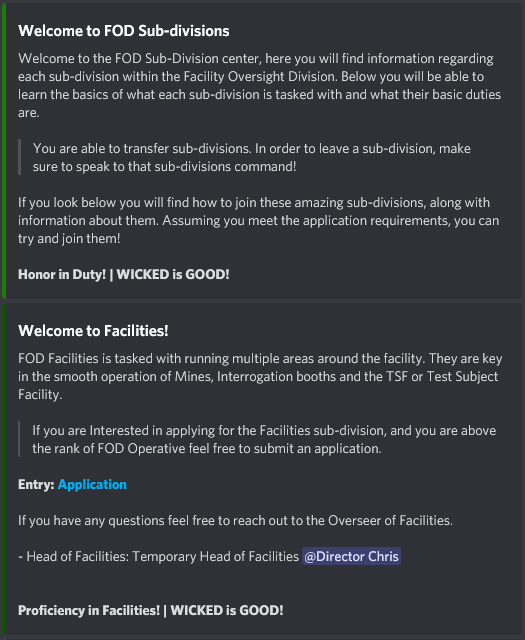 Welcome to FOD Sub-divisions
Welcome to the FOD Sub-Division center, here you will find information regarding
each sub-division within the Facility Oversight Division. Below you will be able to
learn the basics of what each sub-division is tasked with and what their basic duties
are.
You are able to transfer sub-divisions. In order to leave a sub-division, make
sure to speak to that sub-divisions command!
If you look below you will find how to join these amazing sub-divisions, along with
information about them. Assuming you meet the application requirements, you can
try and join them!
Honor in Duty! | WICKED is GOOD!
Welcome to Facilities!
FOD Facilities is tasked with running multiple areas around the facility. They are key
in the smooth operation of Mines, Interrogation booths and the TSF or Test Subject
Facility.
If you are Interested in applying for the Facilities sub-division, and you are above
the rank of FOD Operative feel free to submit an application.
Entry: Application
If you have any questions feel free to reach out to the Overseer of Facilities.
- Head of Facilities: Temporary Head of Facilities @Director Chris
Proficiency in Facilities! | WICKED is GOOD!